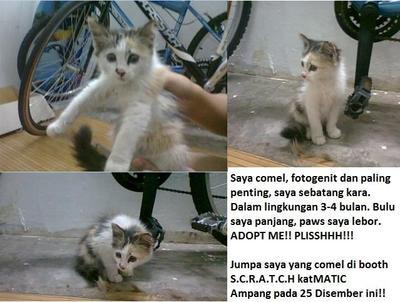 Saya comel, fotogenit dan paling
penting, saya sebatang kara.
Dalam lingkungan 3-4 bulan. Bulu
saya panjang, paws saya lebor.
ADOPT ME!! PLISSHHH!!!
Jumpa saya yang comel di booth
S.C.R.A.T.C.H katMATIC
Ampang pada 25 Disember ini!!